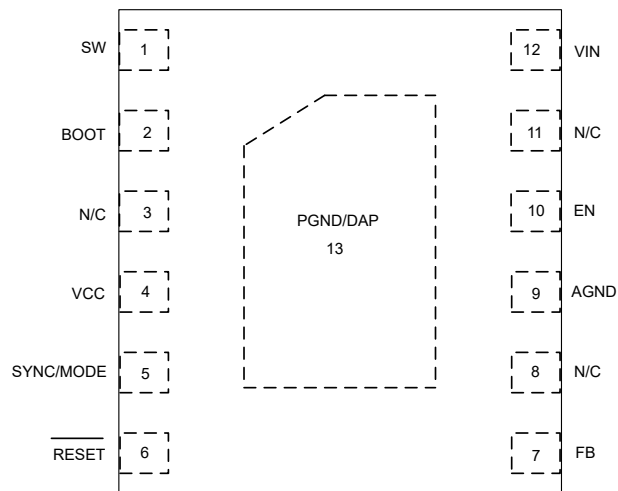 SW 1 12 VIN
BOOT 2 11 N/C
N/C 3 10 EN
PGND/DAP
13
VCC 4 9 AGND
SYNC/MODE 5 8 N/C
RESET 6 7 FB